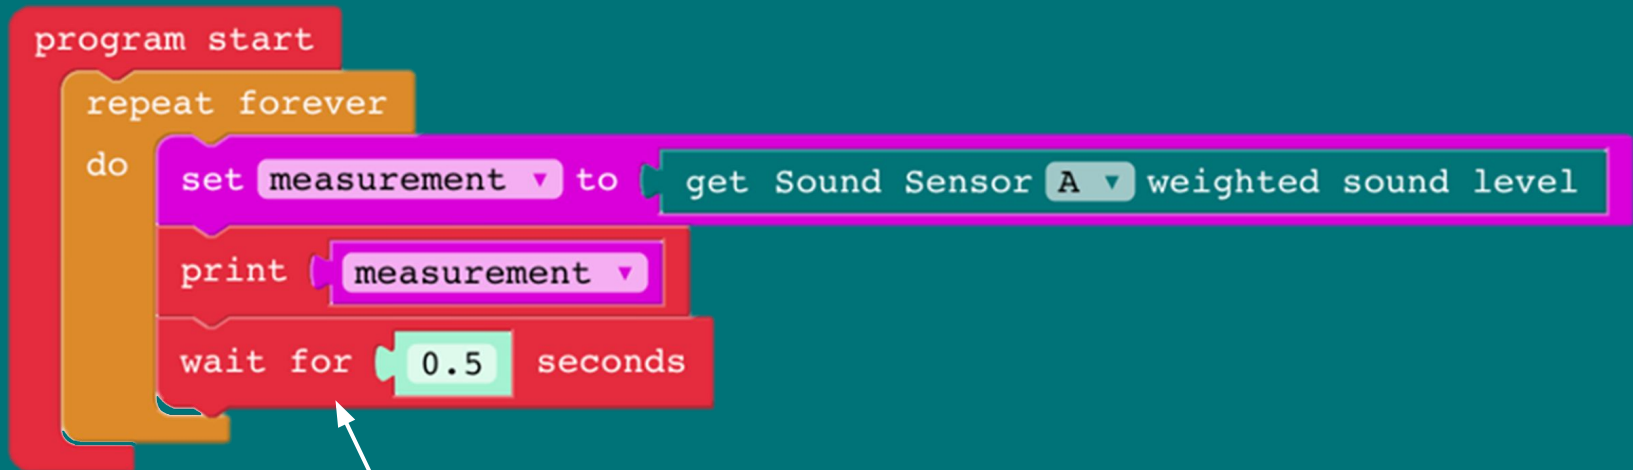 program start
repeat forever
do
set measurement ▾ to get Sound Sensor A ▾ weighted sound level
print measurement ▾
wait for 0.5 seconds